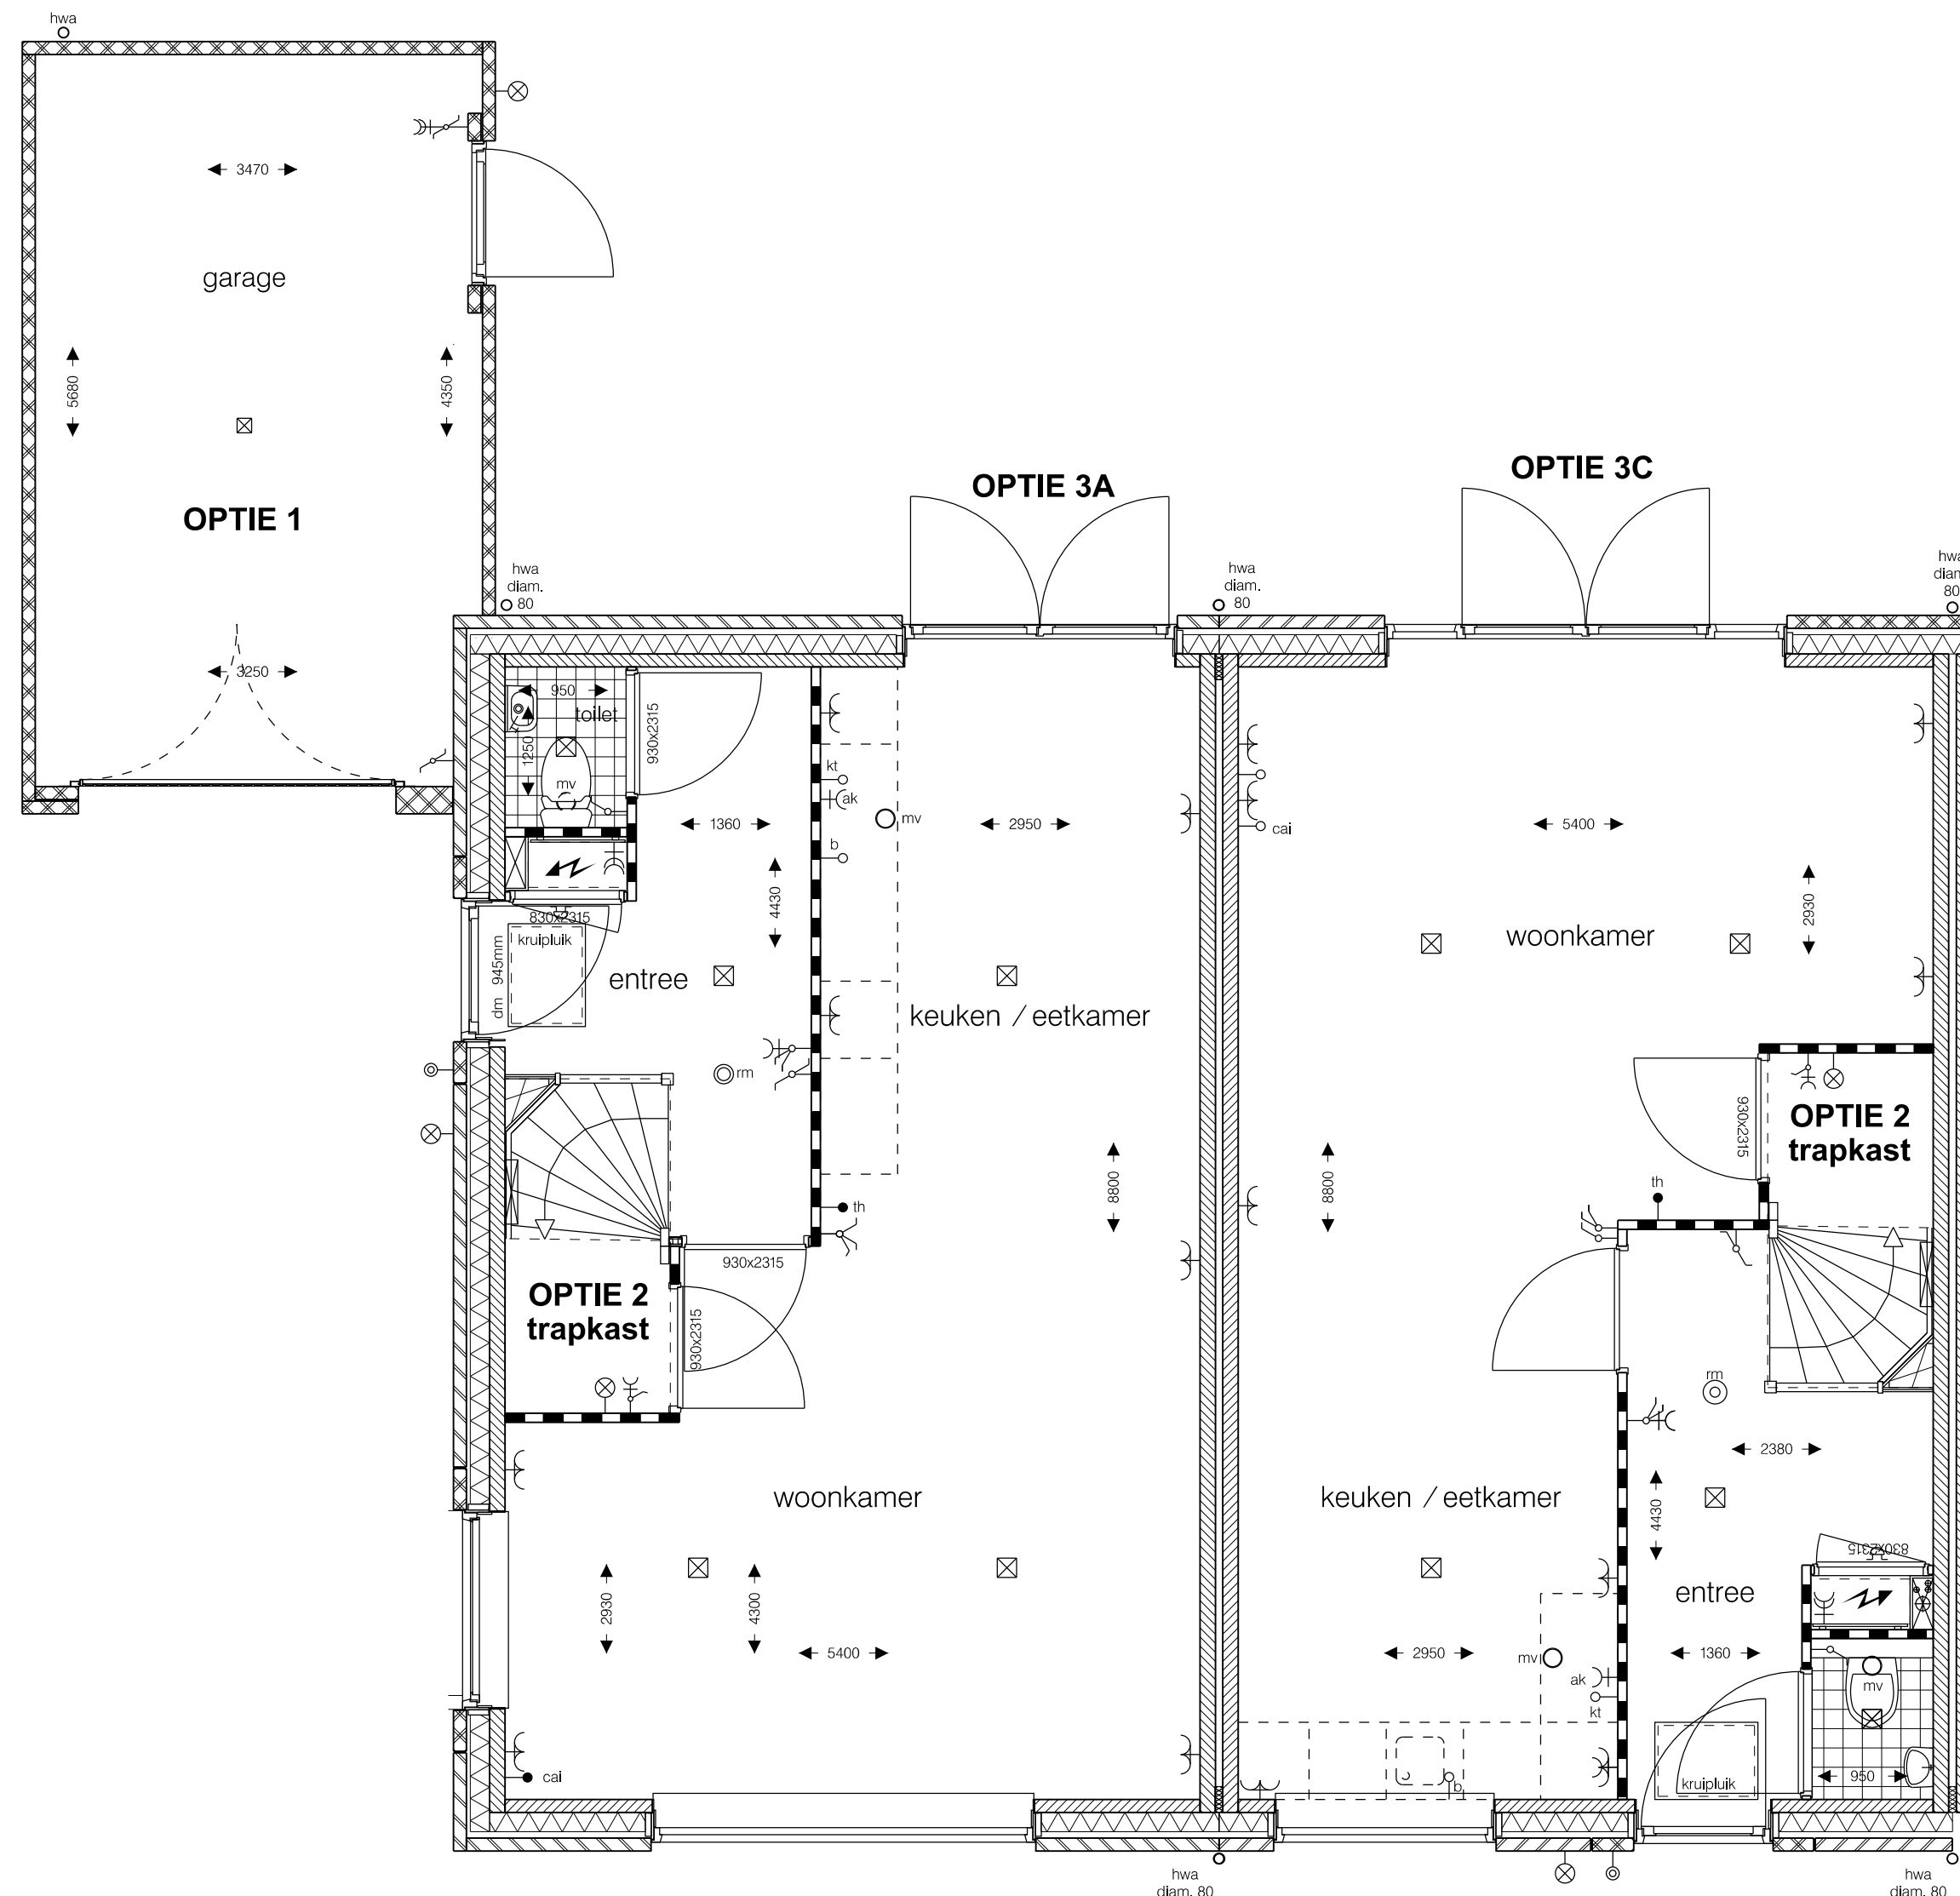 hwa
3470
garage
5680
4350
OPTIE 1
3250
OPTIE 3A
OPTIE 3C
hwa
diam.
80
hwa
diam.
80
hwa
diam
80
950
toilet
1250
mv
930x2315
kt
ak
mv
b
1360
4430
2950
cai
5400
2930
woonkamer
830x2315
kruipluik
dm 945mm
entree
keuken / eetkamer
rm
th
8800
8800
930x2315
OPTIE 2
trapkast
th
930x2315
OPTIE 2
trapkast
930x2315
rm
2380
woonkamer
keuken / eetkamer
4430
830x2315
2930
4300
entree
5400
2950
mv
1360
ak
kt
mv
cai
b
kruipluik
950
hwa
diam. 80
hwa
diam. 80